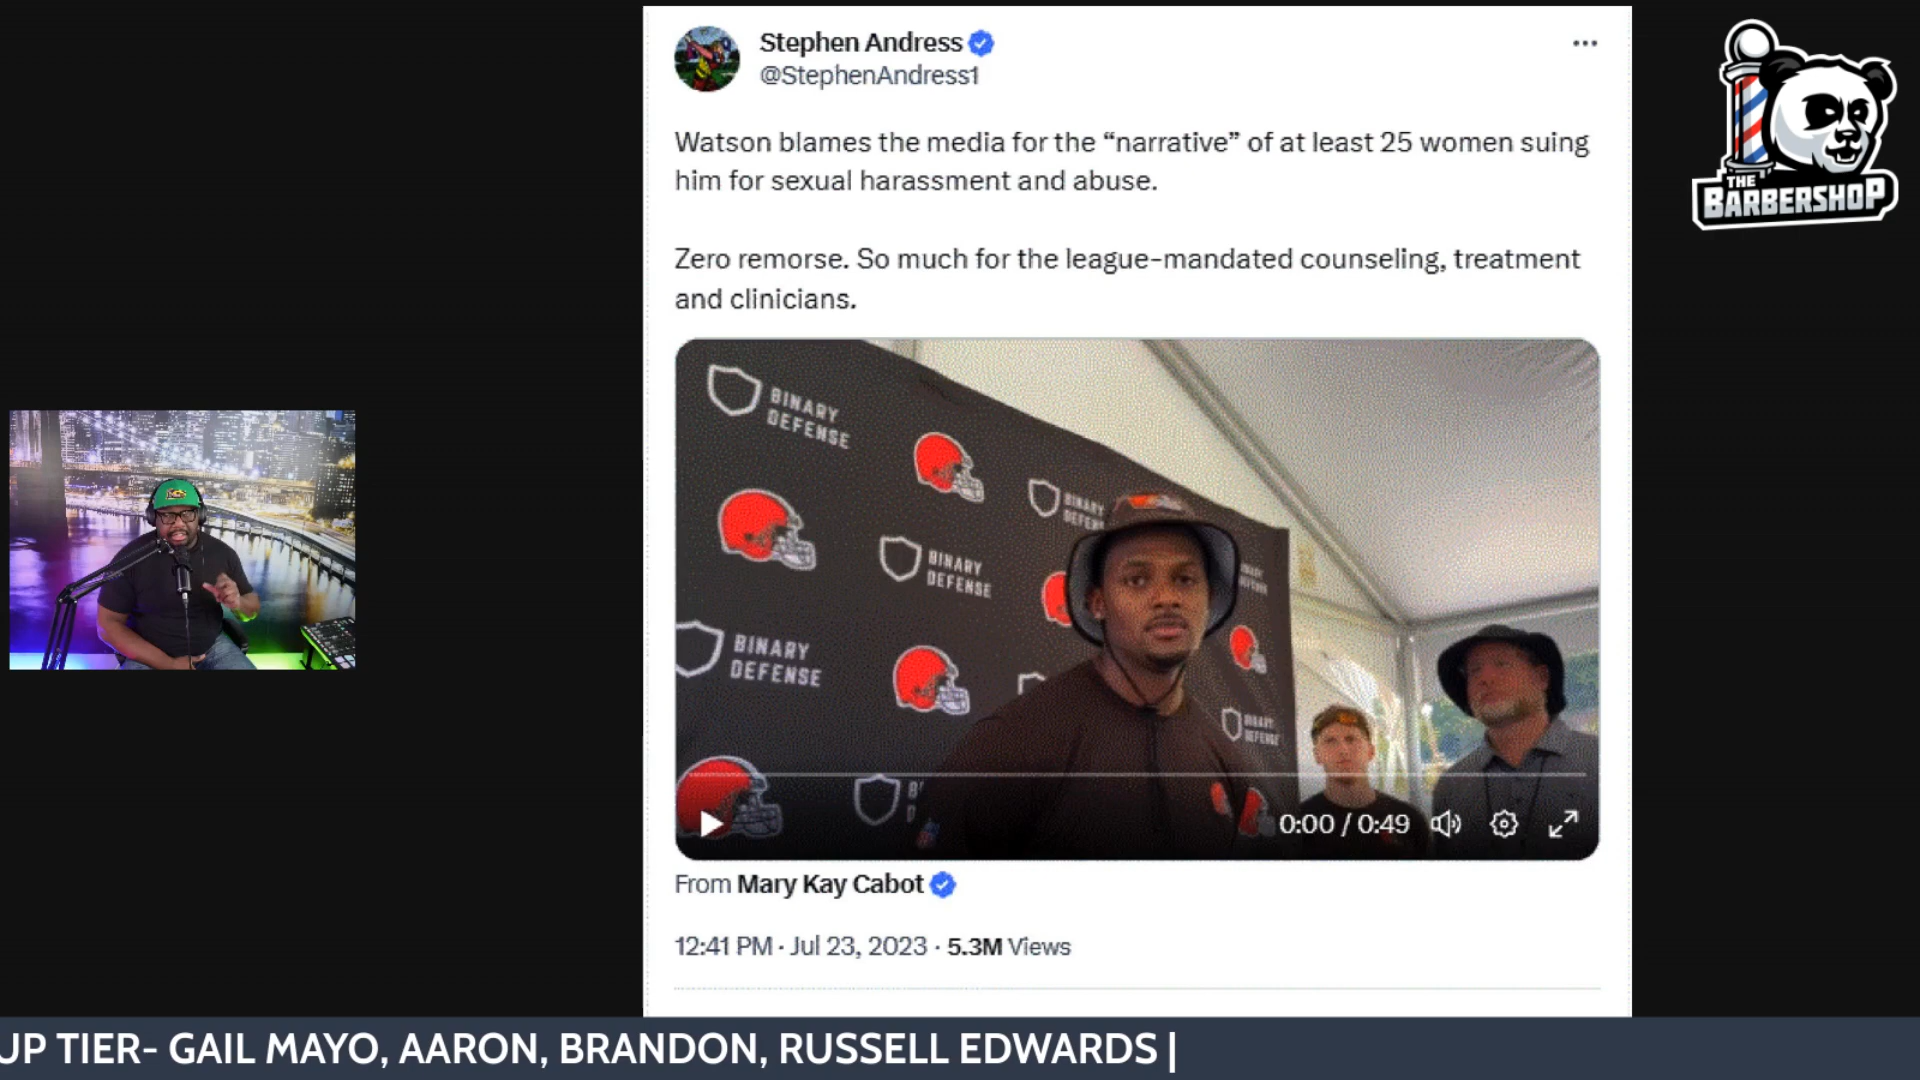 Stephen Andress
@StephenAndress1
Watson blames the media for the “narrative” of at least 25 women suing
him for sexual harassment and abuse.
Zero remorse. So much for the league-mandated counseling, treatment
and clinicians.
BINARY
DEFENSE
BINARY
BINARY
DEFENSE
BINARY
DEFENSE
BINARY
DEFENSE
0:00 / 0:49
From Mary Kay Cabot
12:41 PM · Jul 23, 2023 · 5.3M Views
THE
BARBERSHOP
UP TIER- GAIL MAYO, AARON, BRANDON, RUSSELL EDWARDS |